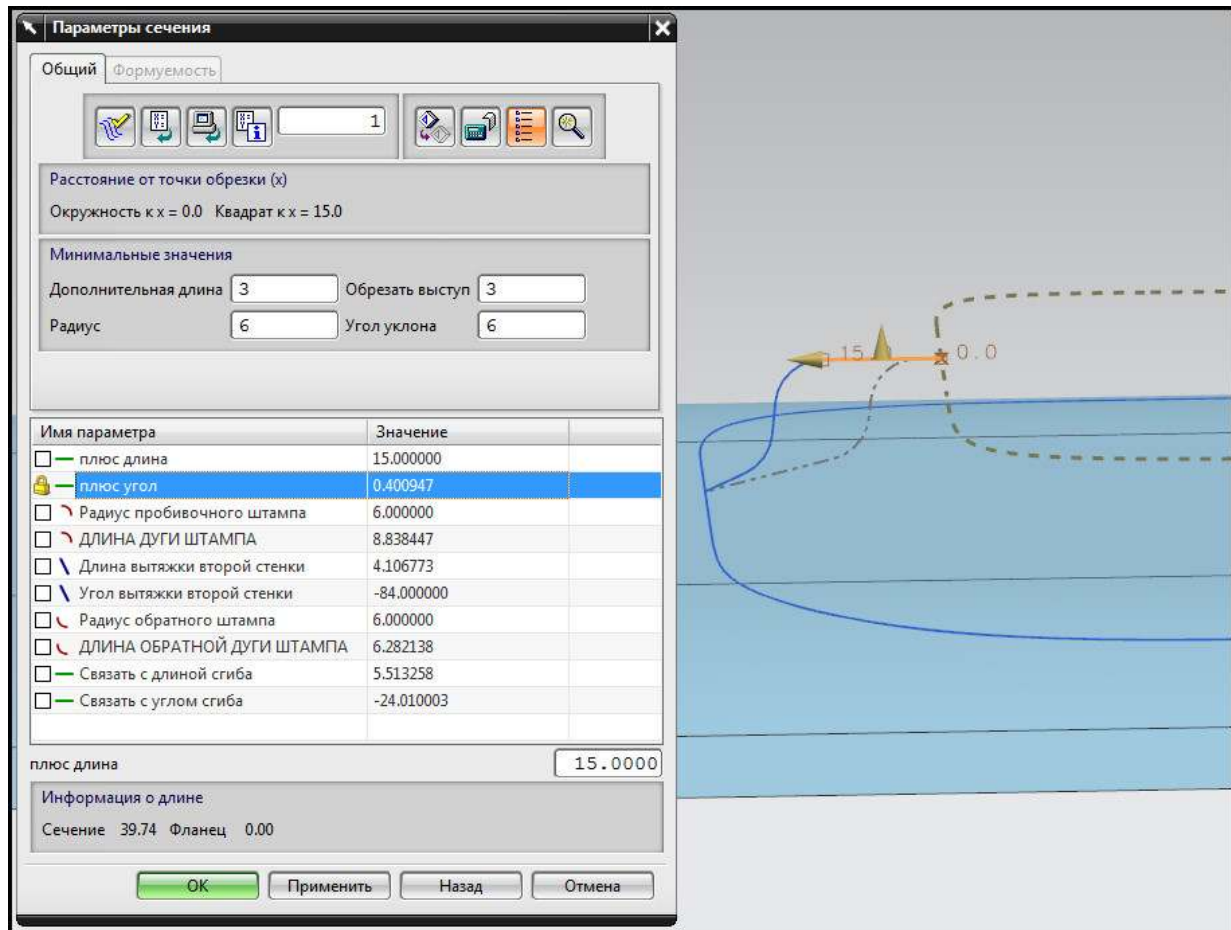 Параметры сечения
Общий Формуемость
1
Расстояние от точки обрезки (x)
Окружность к x = 0.0 Квадрат к x = 15.0
Минимальные значения
Дополнительная длина 3 Обрезать выступ 3
Радиус 6 Угол уклона 6
Имя параметра Значение
плюс длина 15.000000
плюс угол 0.400947
Радиус пробивочного штампа 6.000000
ДЛИНА ДУГИ ШТАМПА 8.838447
Длина вытяжки второй стенки 4.106773
Угол вытяжки второй стенки -84.000000
Радиус обратного штампа 6.000000
ДЛИНА ОБРАТНОЙ ДУГИ ШТАМПА 6.282138
Связать с длиной сгиба 5.513258
Связать с углом сгиба -24.010003
плюс длина 15.0000
Информация о длине
Сечение 39.74 Фланец 0.00
OK Применить Назад Отмена
15 0.0